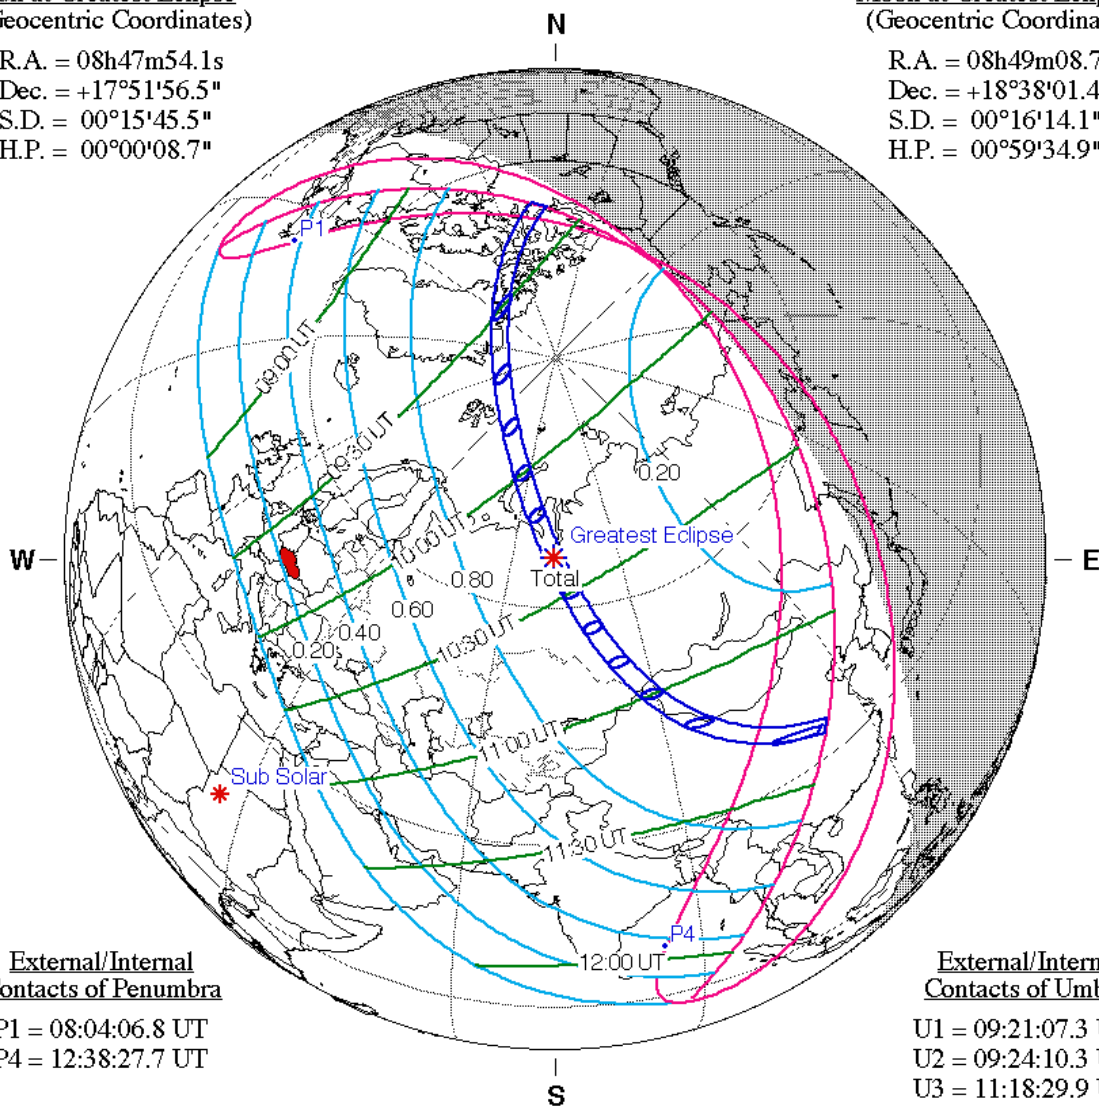 (Geocentric Coordinates)
R.A. = 08h47m54.1s
Dec. = +17°51'56.5"
S.D. = 00°15'45.5"
H.P. = 00°00'08.7"
N
(Geocentric Coordina
R.A. = 08h49m08.7
Dec. = +18°38'01.4
S.D. = 00°16'14.1"
H.P. = 00°59'34.9"
P1
09:00 UT
09:30 UT
0.20
10:00 UT
Greatest Eclipse
W
E
Total
0.80
0.60
0.40
0.20
10:30 UT
11:00 UT
Sub Solar
11:30 UT
P4
12:00 UT
External/Internal
ontacts of Penumbra
P1 = 08:04:06.8 UT
P4 = 12:38:27.7 UT
External/Intern
Contacts of Umb
U1 = 09:21:07.3 U
U2 = 09:24:10.3 U
U3 = 11:18:29.9 U
S